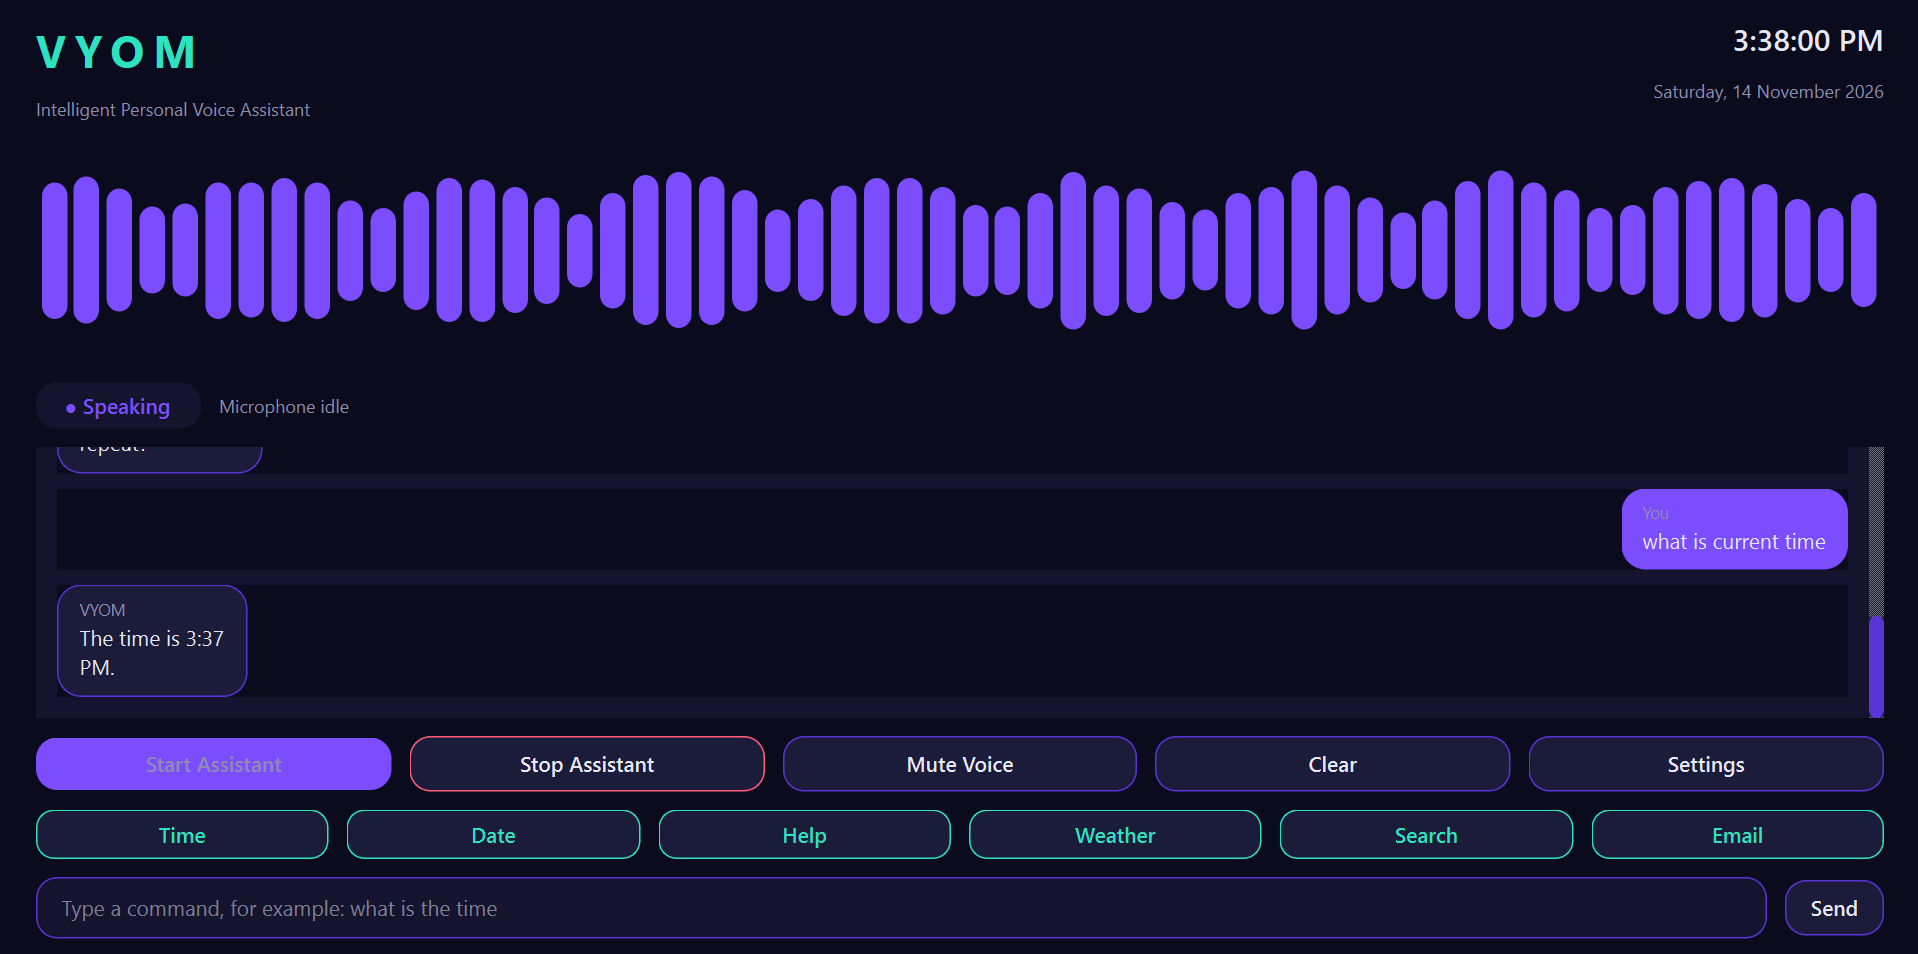 VYOM
3:38:00 PM
Intelligent Personal Voice Assistant
Saturday, 14 November 2026
● Speaking
Microphone idle
You
what is current time
VYOM
The time is 3:37
PM.
Start Assistant
Stop Assistant
Mute Voice
Clear
Settings
Time
Date
Help
Weather
Search
Email
Type a command, for example: what is the time
Send